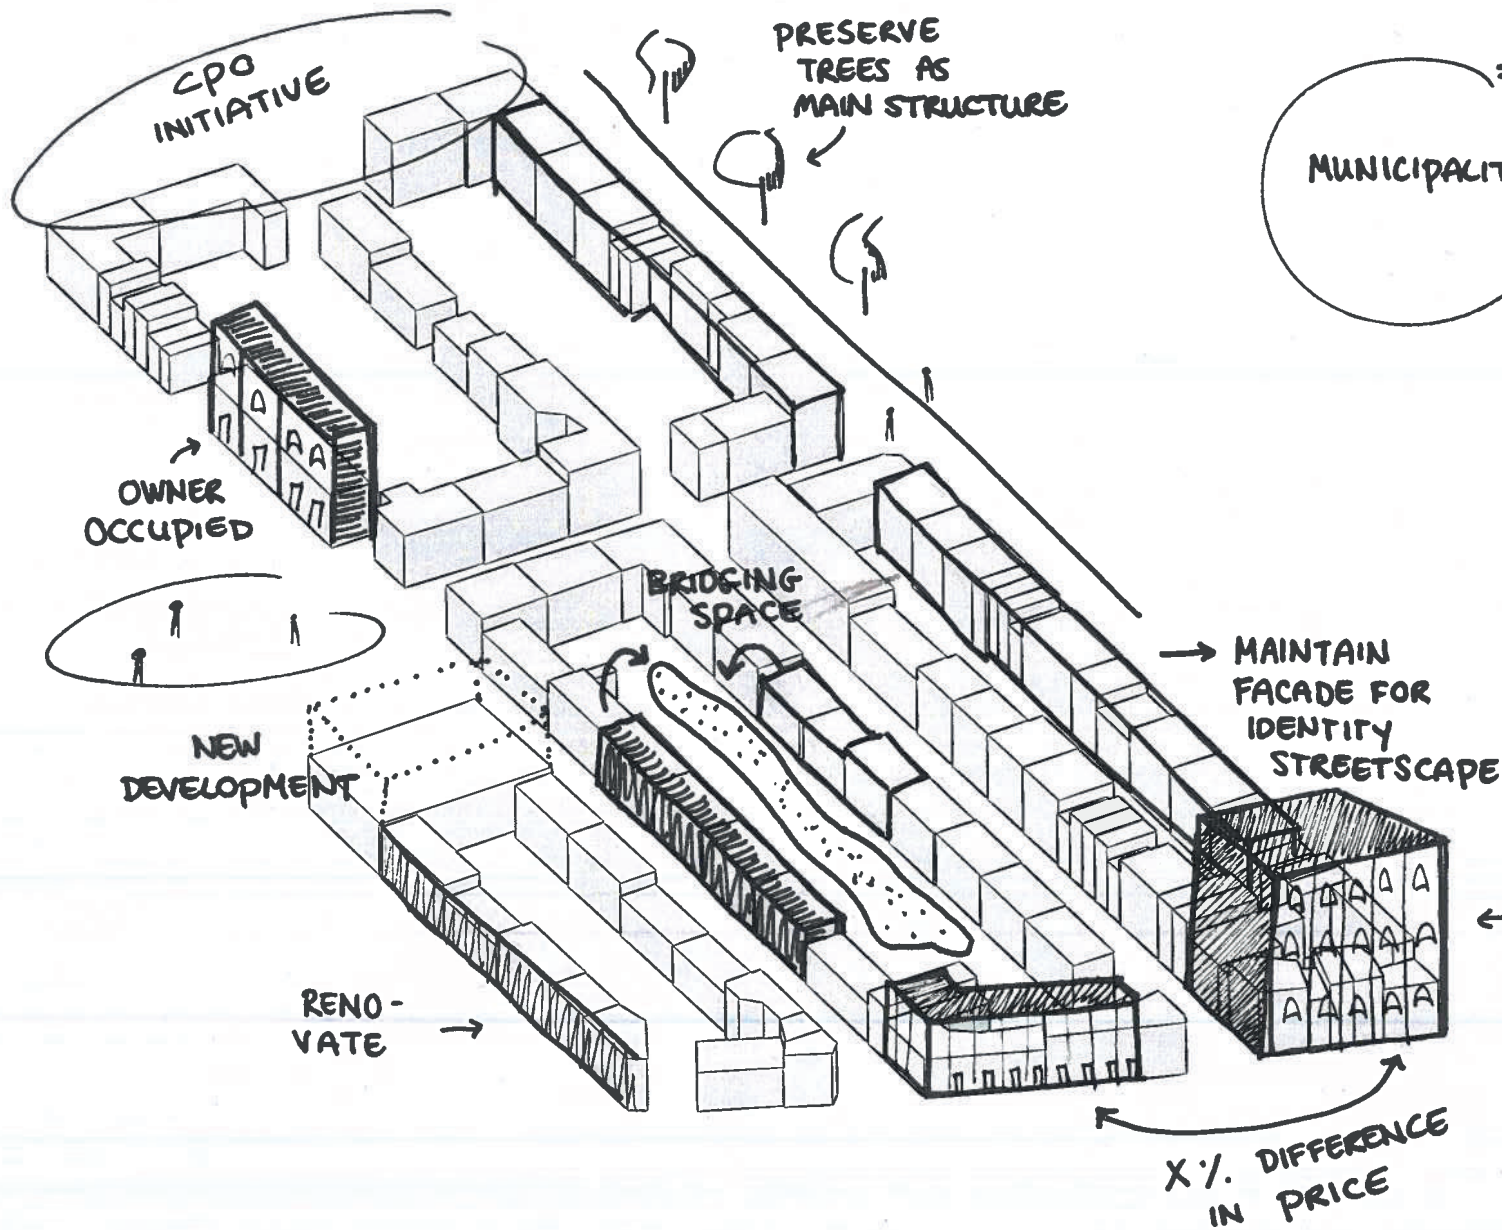 CPO
INITIATIVE
PRESERVE
TREES AS
MAIN STRUCTURE
MUNICIPALIT
OWNER
OCCUPIED
BRIDGING
SPACE
MAINTAIN
FACADE FOR
IDENTITY
STREETSCAPE
NEW
DEVELOPMENT
RENO-
VATE
X% DIFFERENCE
IN PRICE